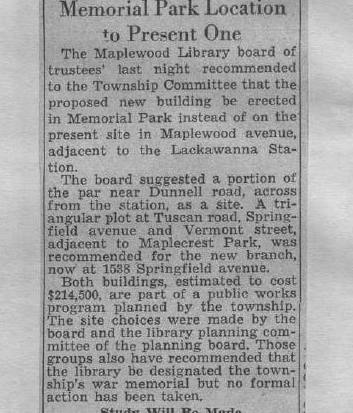 Memorial Park Location
to Present One
The Maplewood Library board of
trustees' last night recommended
to the Township Committee that the
proposed new building be erected
in Memorial Park instead of on the
present site in Maplewood avenue,
adjacent to the Lackawanna Sta-
tion.
The board suggested a portion of
the par near Dunnell road, across
from the station, as a site. A tri-
angular plot at Tuscan road, Spring-
field avenue and Vermont street,
adjacent to Maplecrest Park, was
recommended for the new branch,
now at 1538 Springfield avenue.
Both buildings, estimated to cost
$214,500, are part of a public works
program planned by the township.
The site choices were made by the
board and the library planning com-
mittee of the planning board. Those
groups also have recommended that
the library be designated the town-
ship's war memorial but no formal
action has been taken.
Study Will Be Made